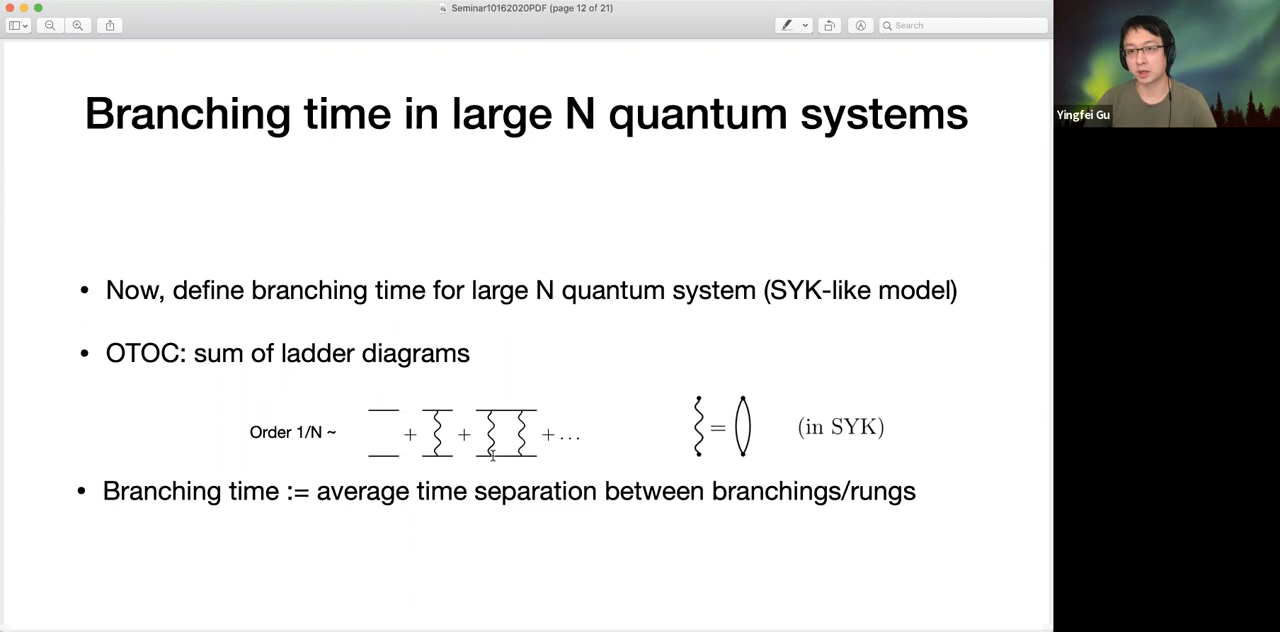 Seminar10162020PDF (page 12 of 21)
Search
Yingfei Gu
Branching time in large N quantum systems
• Now, define branching time for large N quantum system (SYK-like model)
• OTOC: sum of ladder diagrams
Order 1/N ~ + + + ...
= (in SYK)
• Branching time := average time separation between branchings/rungs